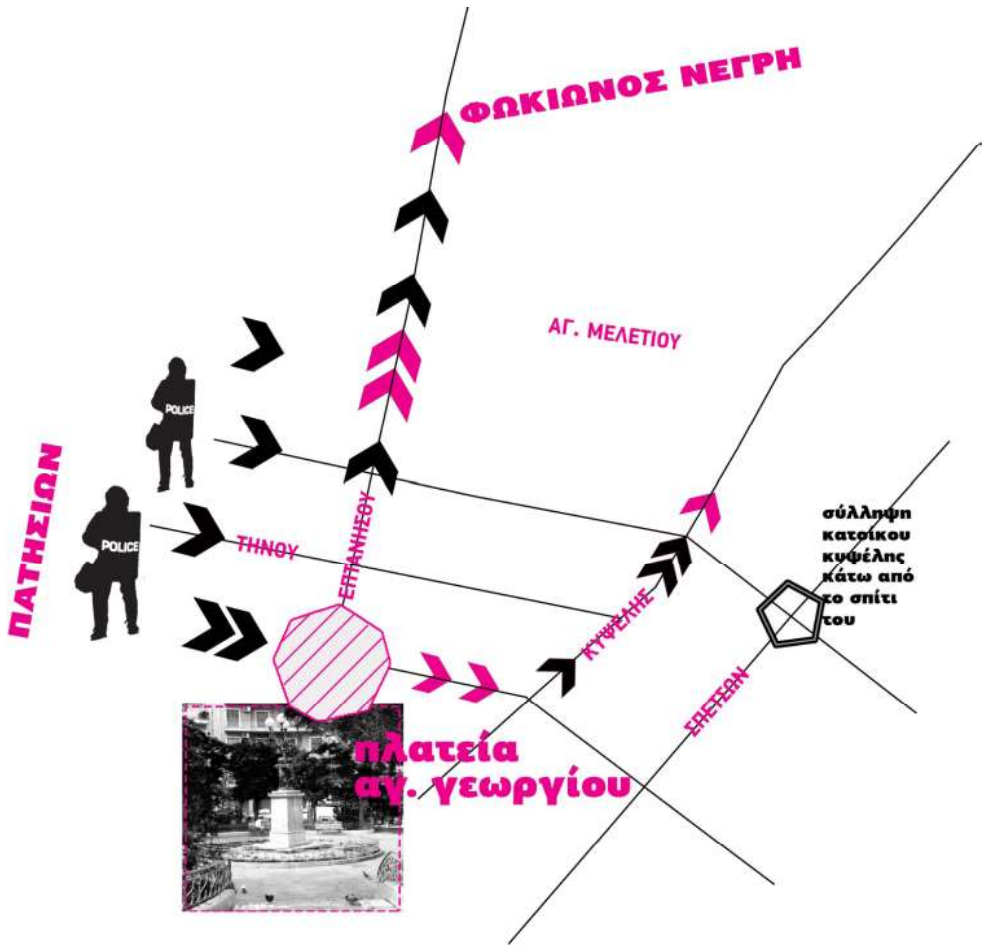 ΦΩΚΙΩΝΟΣ ΝΕΓΡΗ
ΑΓ. ΜΕΛΕΤΙΟΥ
POLICE
ΠΑΤΗΣΙΩΝ
POLICE
ΤΗΝΟΥ
ΕΠΤΑΝΗΣΟΥ
ΚΥΨΕΛΗΣ
ΣΠΕΤΣΩΝ
σύλληψη
κατοίκου
κυψέλης
κάτω από
το σπίτι
του
πλατεία
αγ. γεωργίου